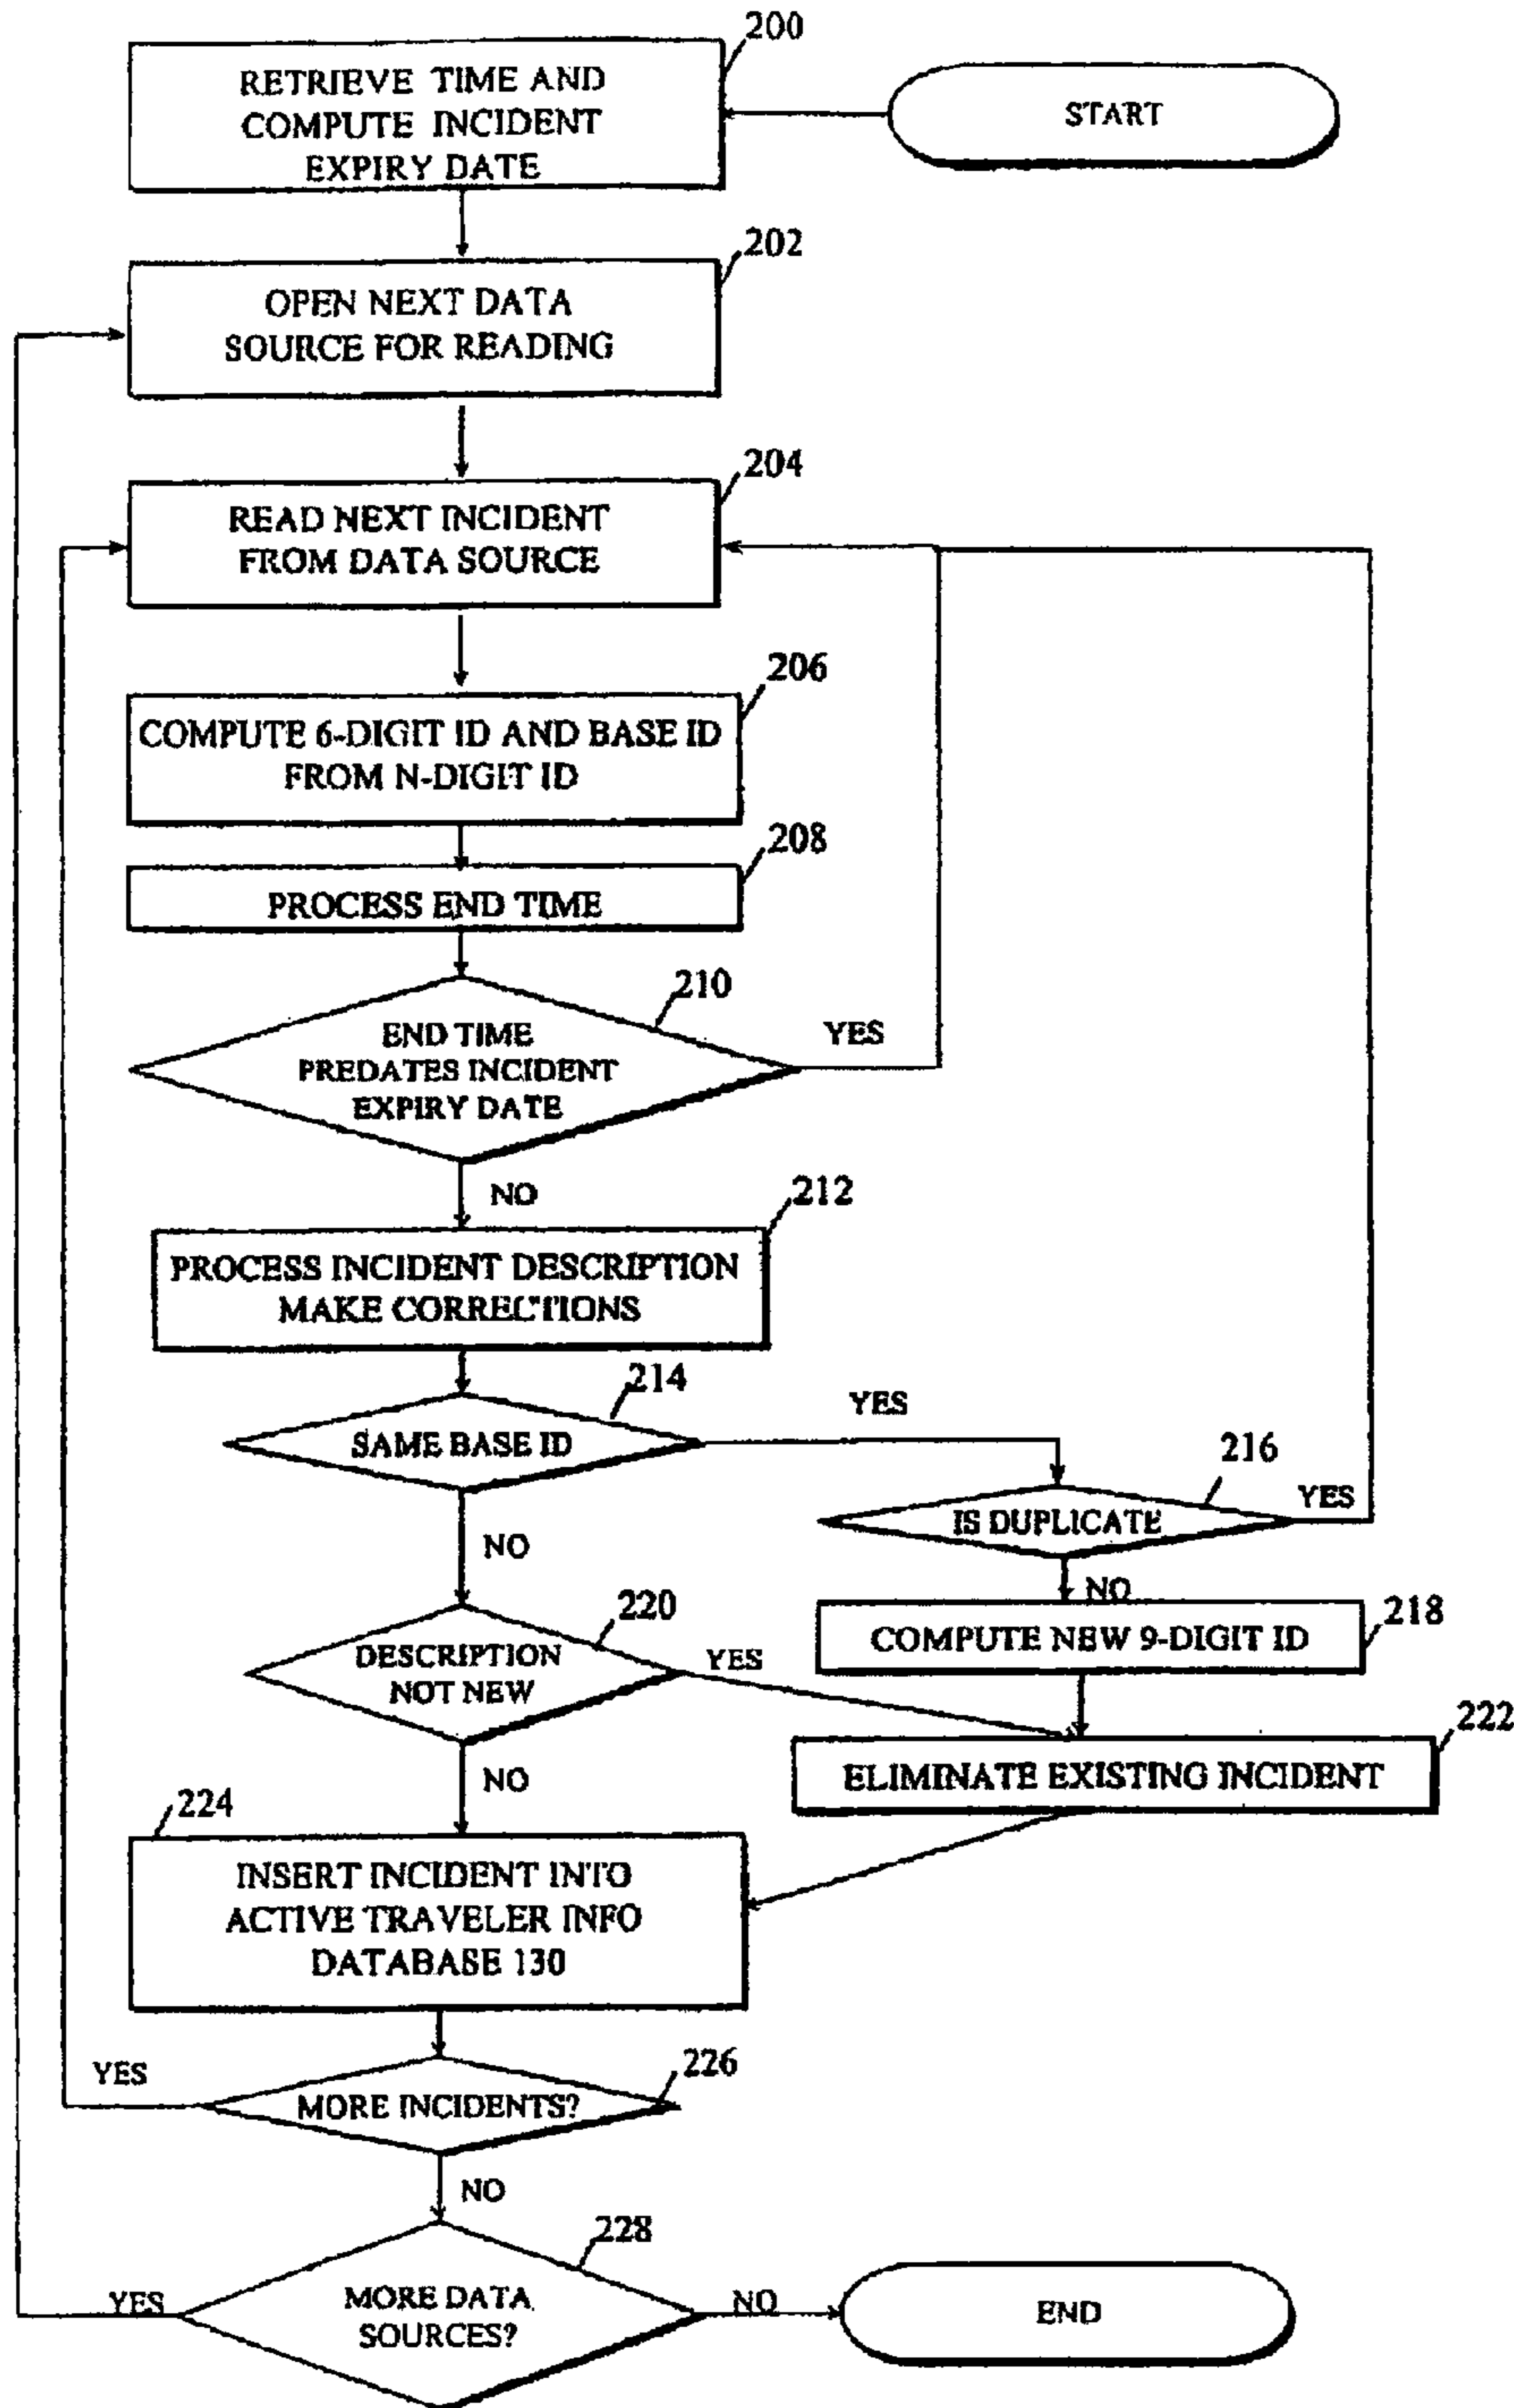 200
RETRIEVE TIME AND
COMPUTE INCIDENT
EXPIRY DATE
START
202
OPEN NEXT DATA
SOURCE FOR READING
204
READ NEXT INCIDENT
FROM DATA SOURCE
206
COMPUTE 6-DIGIT ID AND BASE ID
FROM N-DIGIT ID
208
PROCESS END TIME
210
END TIME
PREDATES INCIDENT
EXPIRY DATE
YES
NO
212
PROCESS INCIDENT DESCRIPTION
MAKE CORRECTIONS
214
SAME BASE ID
YES
216
IS DUPLICATE
YES
NO
NO
218
COMPUTE NEW 9-DIGIT ID
220
DESCRIPTION
NOT NEW
YES
222
ELIMINATE EXISTING INCIDENT
NO
224
INSERT INCIDENT INTO
ACTIVE TRAVELER INFO
DATABASE 130
226
MORE INCIDENTS?
YES
NO
228
MORE DATA
SOURCES?
YES
NO
END